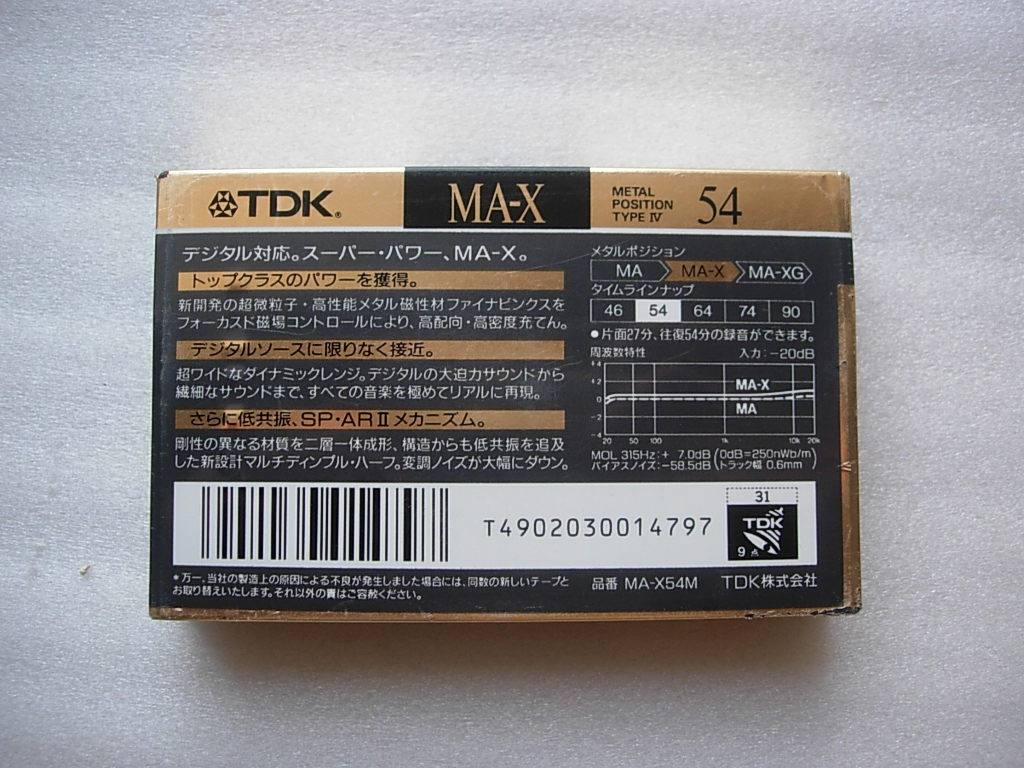 TDK® MA-X METAL POSITION TYPE IV 54
デジタル対応。スーパー・パワー、MA-X。
トップクラスのパワーを獲得。
新開発の超微粒子・高性能メタル磁性材ファイナビンクスを
フォーカスド磁場コントロールにより、高配向・高密度充てん。
デジタルソースに限りなく接近。
超ワイドなダイナミックレンジ。デジタルの大迫力サウンドから
繊細なサウンドまで、すべての音楽を極めてリアルに再現。
さらに低共振、SP・AR II メカニズム。
剛性の異なる材質を二層一体成形、構造からも低共振を追及
した新設計マルチディンプル・ハーフ。変調ノイズが大幅にダウン。
メタルポジション
MA MA-X MA-XG
タイムラインナップ
46 54 64 74 90
●片面27分、往復54分の録音ができます。
周波数特性 入力:-20dB
+4
+2
0
-2
-4
MA-X
MA
20 50 100 1k 10k 20k
MOL 315Hz:+ 7.0dB (0dB=250nWb/m)
バイアスノイズ:-58.5dB (トラック幅 0.6mm)
T4902030014797
31
TDK
9 点
*万一、当社の製造上の原因による不良が発生しました場合には、同数の新しいテープと
お取り替えいたします。それ以外の責はご容赦ください。
品番 MA-X54M TDK株式会社